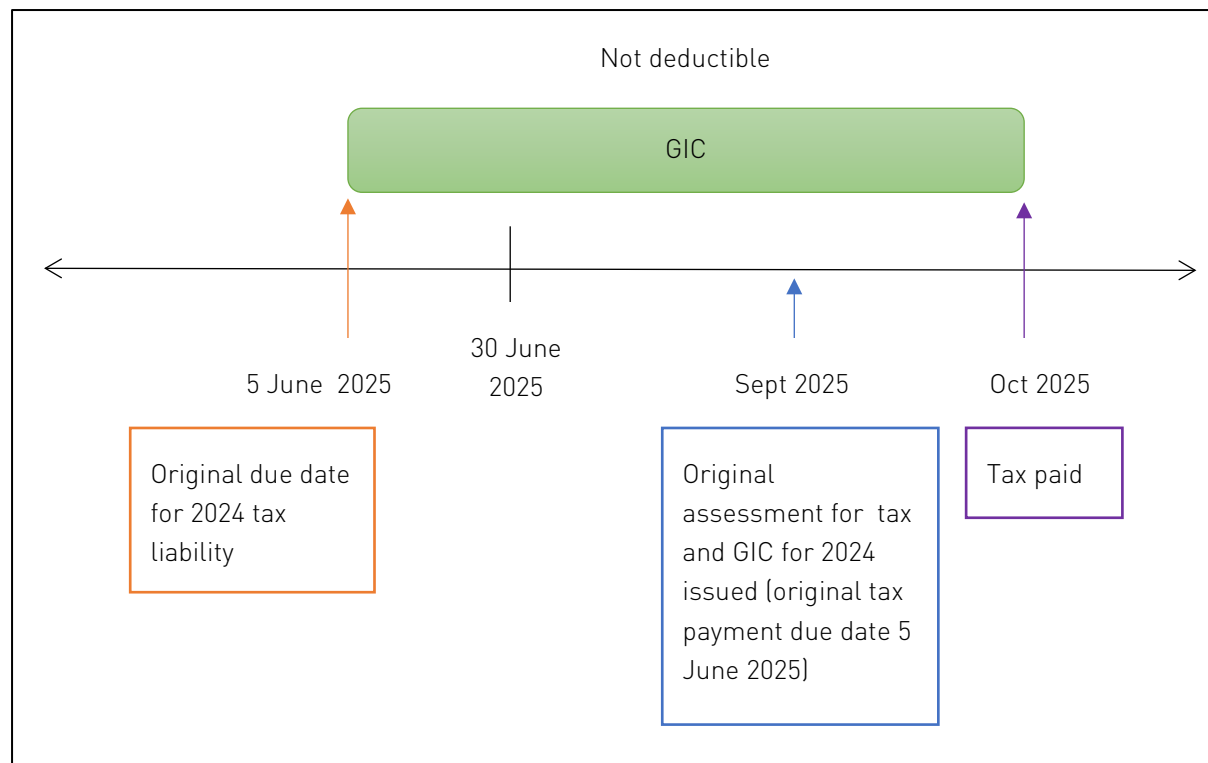 Not deductible
GIC
30 June
2025
5 June 2025
Sept 2025
Oct 2025
Original due date
for 2024 tax
liability
Original
assessment for tax
and GIC for 2024
issued (original tax
payment due date 5
June 2025)
Tax paid